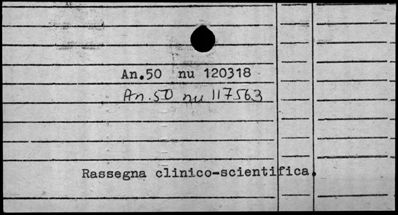 An.50 nu 120318
An.50 nu 117563
Rassegna clinico-scientifica.